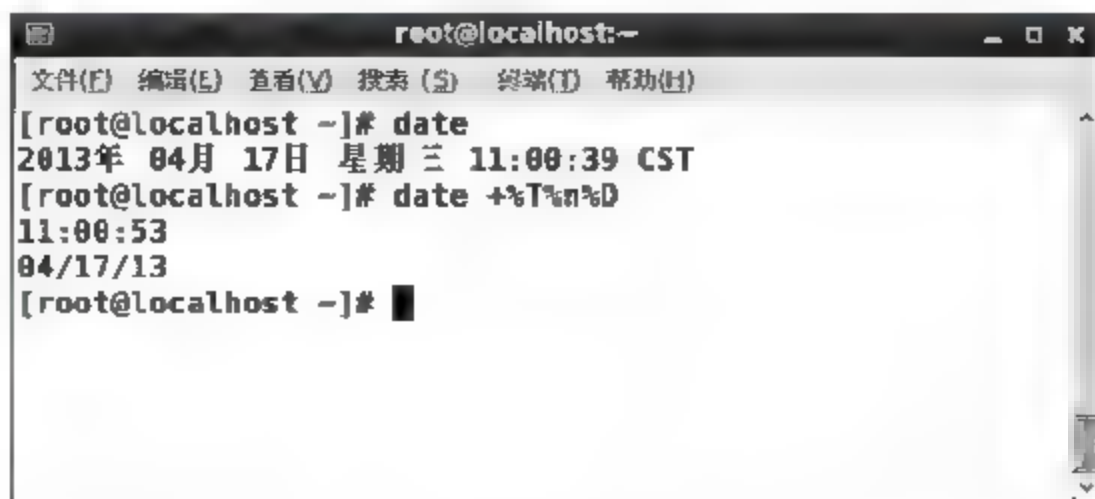 root@localhost:~
文件(F) 编辑(E) 查看(V) 搜索(S) 终端(T) 帮助(H)
[root@localhost ~]# date
2013年 04月 17日 星期三 11:00:39 CST
[root@localhost ~]# date +%T%n%D
11:00:53
04/17/13
[root@localhost ~]#